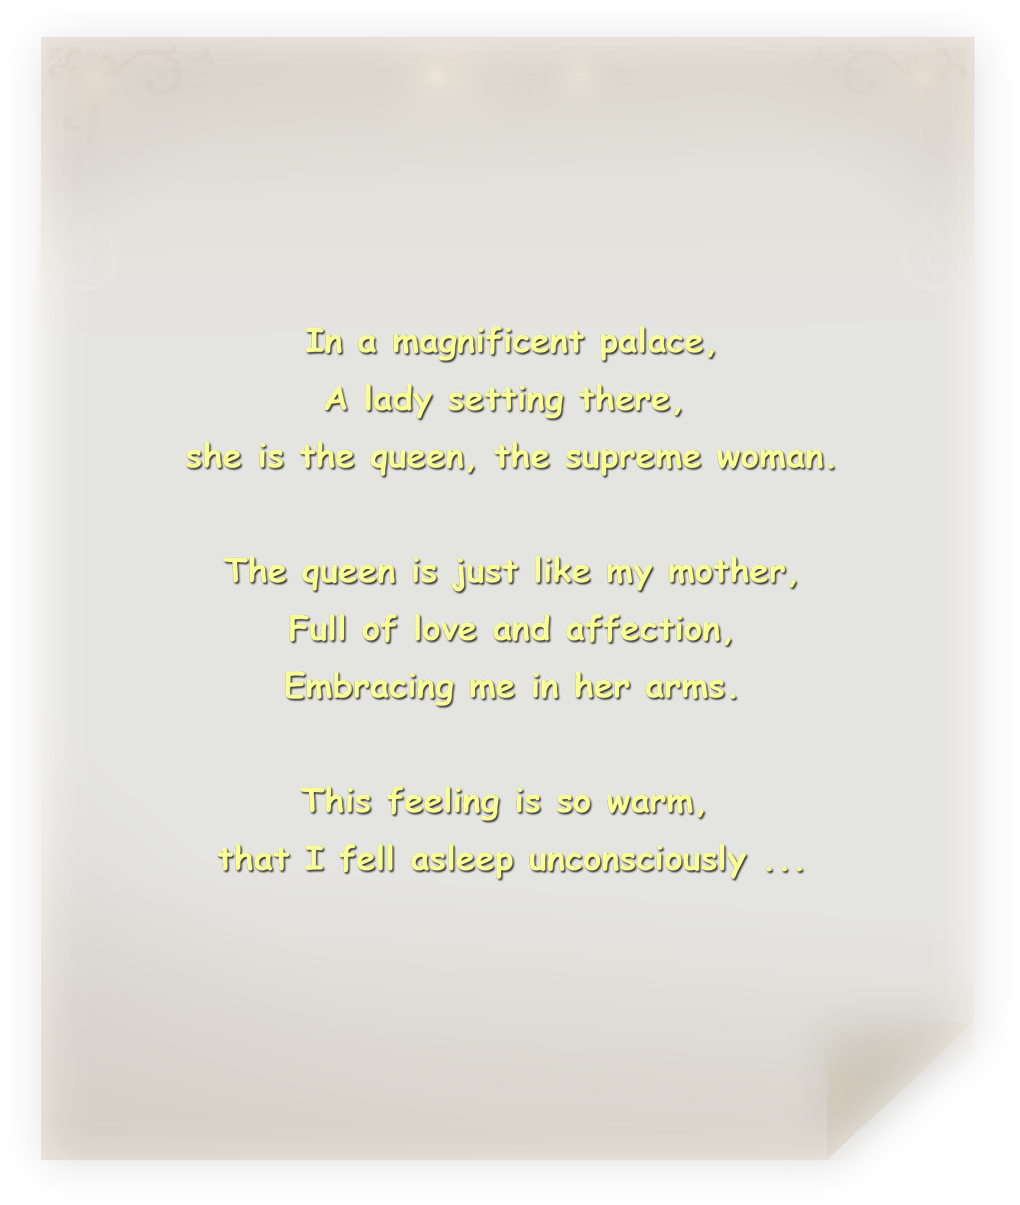 In a magnificent palace,
A lady setting there,
she is the queen, the supreme woman.
The queen is just like my mother,
Full of love and affection,
Embracing me in her arms.
This feeling is so warm,
that I fell asleep unconsciously ...